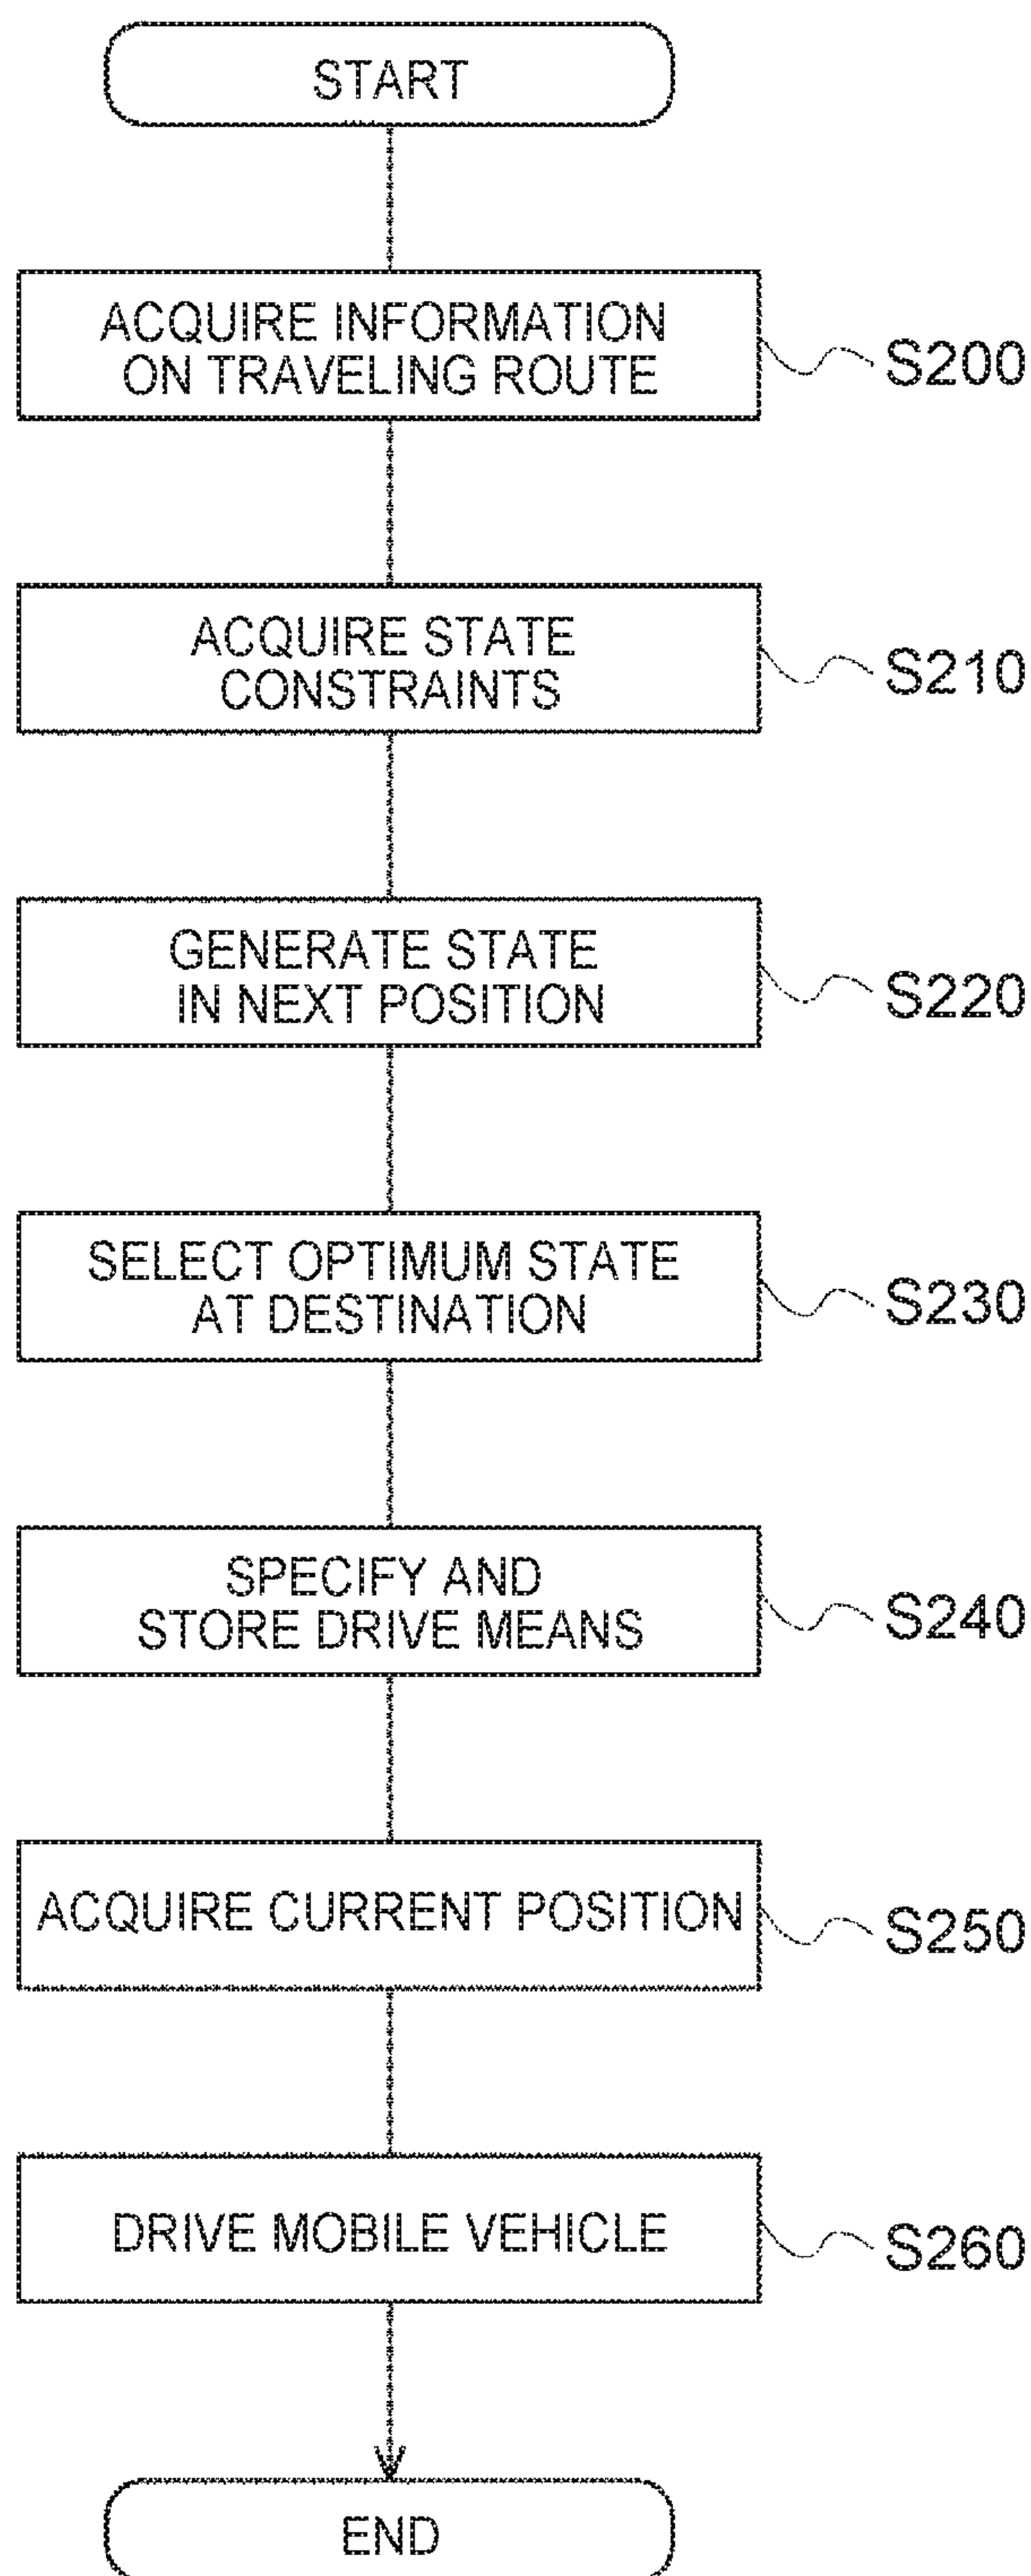 START
ACQUIRE INFORMATION
ON TRAVELING ROUTE
S200
ACQUIRE STATE
CONSTRAINTS
S210
GENERATE STATE
IN NEXT POSITION
S220
SELECT OPTIMUM STATE
AT DESTINATION
S230
SPECIFY AND
STORE DRIVE MEANS
S240
ACQUIRE CURRENT POSITION
S250
DRIVE MOBILE VEHICLE
S260
END